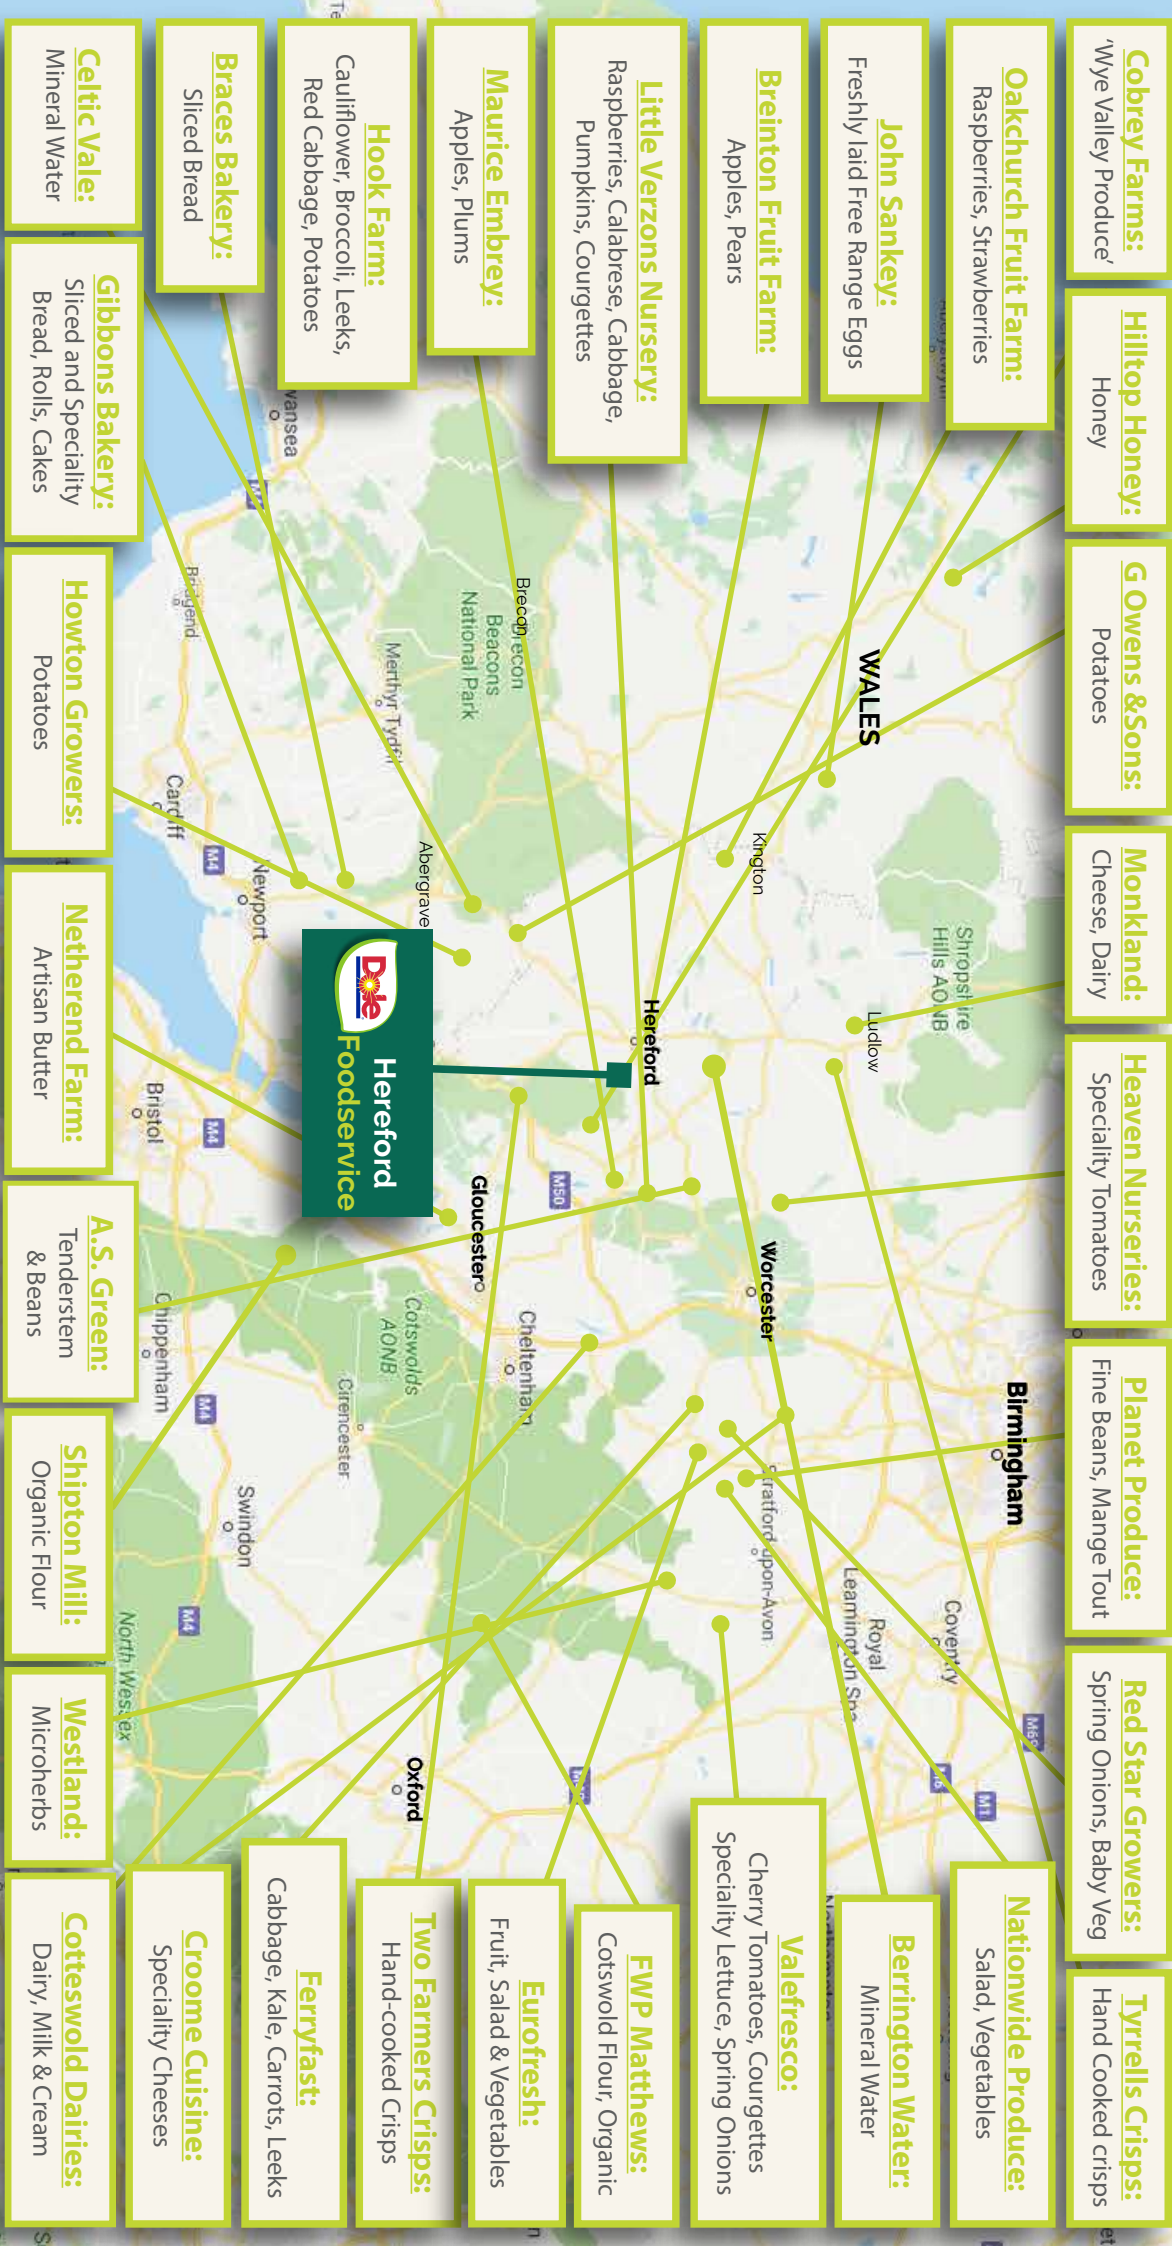 Cobrey Farms:
‘Wye Valley Produce’
Hilltop Honey:
Honey
G Owens &Sons:
Potatoes
Monkland:
Cheese, Dairy
Heaven Nurseries:
Speciality Tomatoes
Planet Produce:
Fine Beans, Mange Tout
Red Star Growers:
Spring Onions, Baby Veg
Tyrrells Crisps:
Hand Cooked crisps
Oakchurch Fruit Farm:
Raspberries, Strawberries
John Sankey:
Freshly laid Free Range Eggs
Breinton Fruit Farm:
Apples, Pears
Little Verzons Nursery:
Raspberries, Calabrese, Cabbage,
Pumpkins, Courgettes
Maurice Embrey:
Apples, Plums
Hook Farm:
Cauliflower, Broccoli, Leeks,
Red Cabbage, Potatoes
Braces Bakery:
Sliced Bread
Nationwide Produce:
Salad, Vegetables
Berrington Water:
Mineral Water
Valefresco:
Cherry Tomatoes, Courgettes
Speciality Lettuce, Spring Onions
FWP Matthews:
Cotswold Flour, Organic
Eurofresh:
Fruit, Salad & Vegetables
Two Farmers Crisps:
Hand-cooked Crisps
Ferryfast:
Cabbage, Kale, Carrots, Leeks
Croome Cuisine:
Speciality Cheeses
Celtic Vale:
Mineral Water
Gibbons Bakery:
Sliced and Speciality
Bread, Rolls, Cakes
Howton Growers:
Potatoes
Netherend Farm:
Artisan Butter
A.S. Green:
Tenderstem
& Beans
Shipton Mill:
Organic Flour
Westland:
Microherbs
Cotteswold Dairies:
Dairy, Milk & Cream
WALES
Shropshire
Hills AONB
Ludlow
Kington
Hereford
Worcester
Birmingham
Coventry
Royal
Leamington Spa
Stratford-upon-Avon
M1
M50
Brecon
Brecon
Beacons
National Park
Merthyr Tydfil
Abergrave
Gloucester
Cheltenham
Cotswolds
AONB
Cirencester
Oxford
Swansea
Bridgend
Cardiff
M4
Newport
Bristol
M4
Chippenham
M4
Swindon
M4
North Wessex
Dole
Hereford
Foodservice